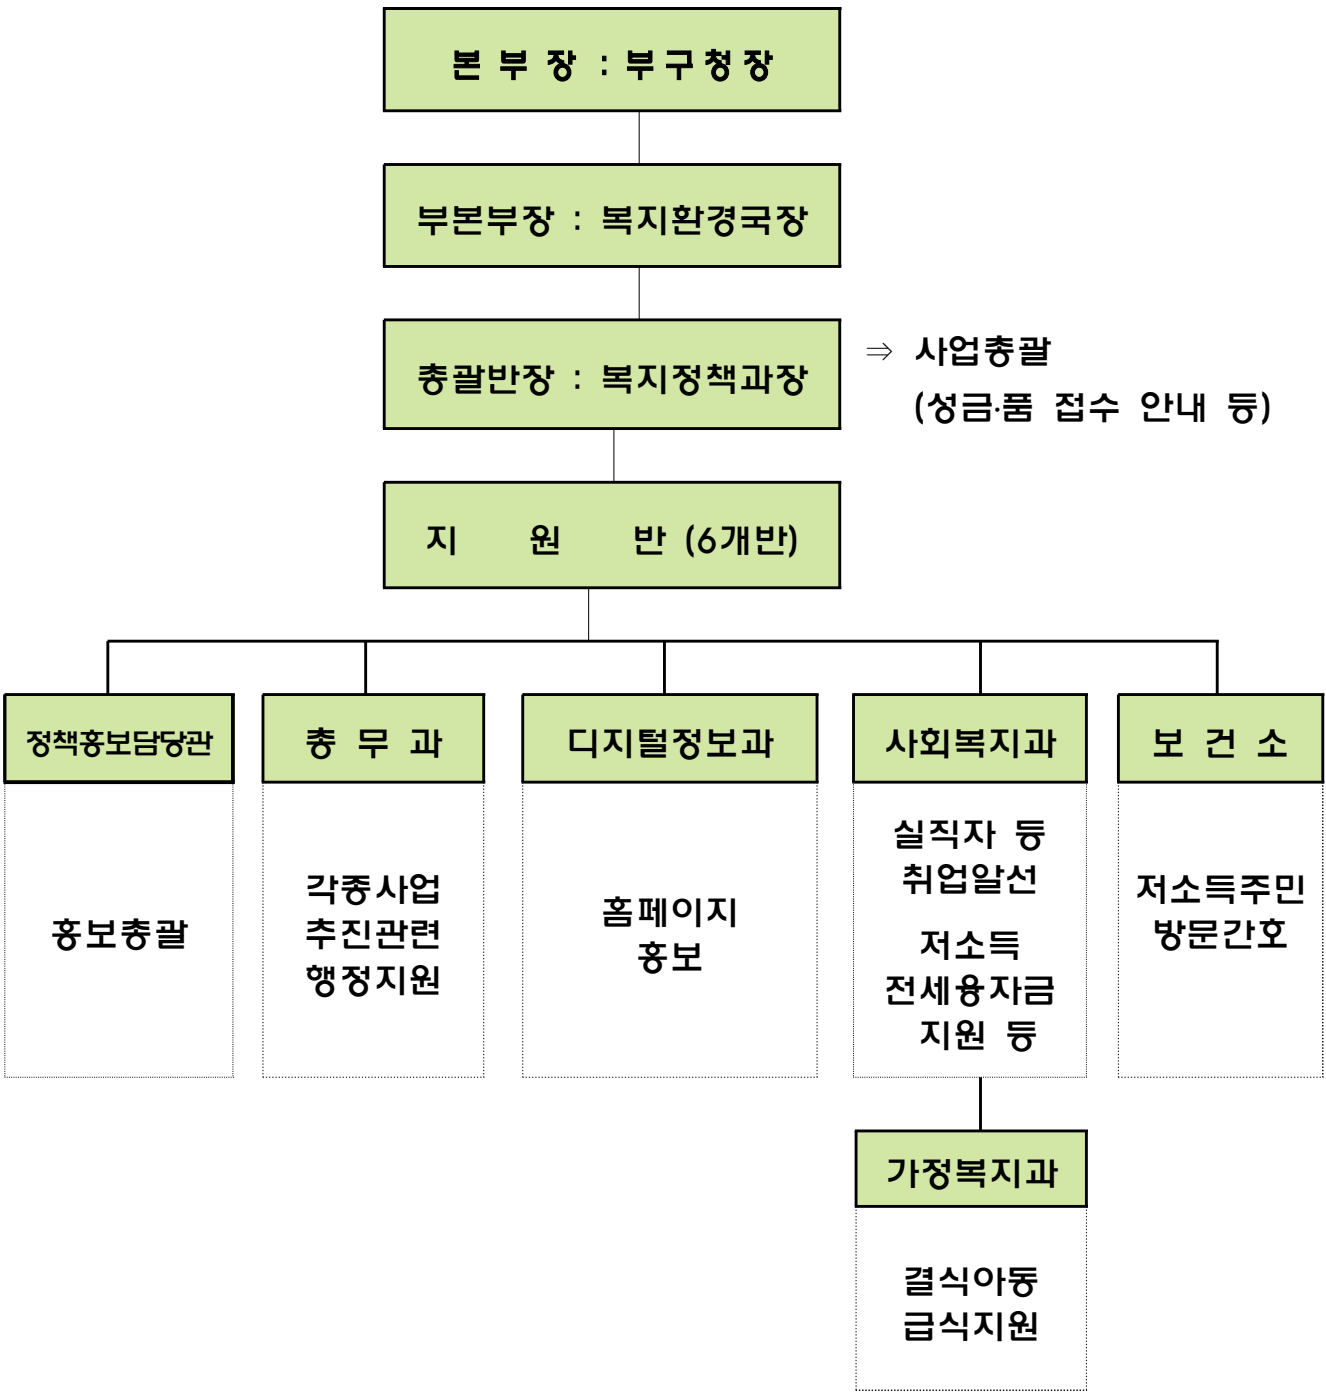 본 부 장 : 부구청장
부본부장 : 복지환경국장
총괄반장 : 복지정책과장
⇒ 사업총괄
(성금·품 접수 안내 등)
지 원 반 (6개반)
정책홍보담당관
홍보총괄
총 무 과
각종사업
추진관련
행정지원
디지털정보과
홈페이지
홍보
사회복지과
실직자 등
취업알선
저소득
전세융자금
지원 등
보 건 소
저소득주민
방문간호
가정복지과
결식아동
급식지원